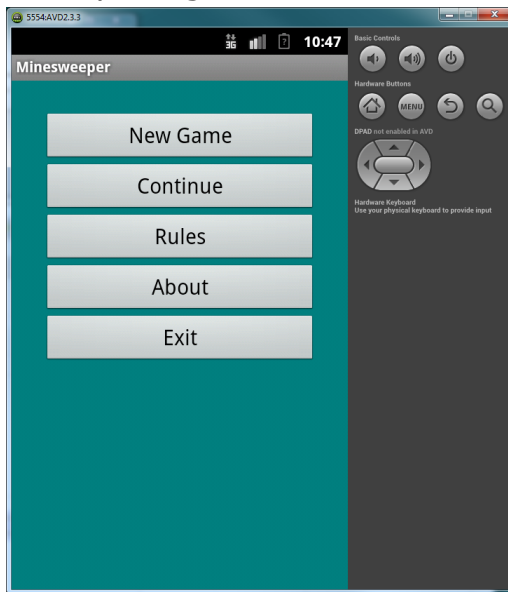 5554:AVD2.3.3
3G ? 10:47
Minesweeper
New Game
Continue
Rules
About
Exit
Basic Controls
Hardware Buttons
MENU
DPAD not enabled in AVD
Hardware Keyboard
Use your physical keyboard to provide input